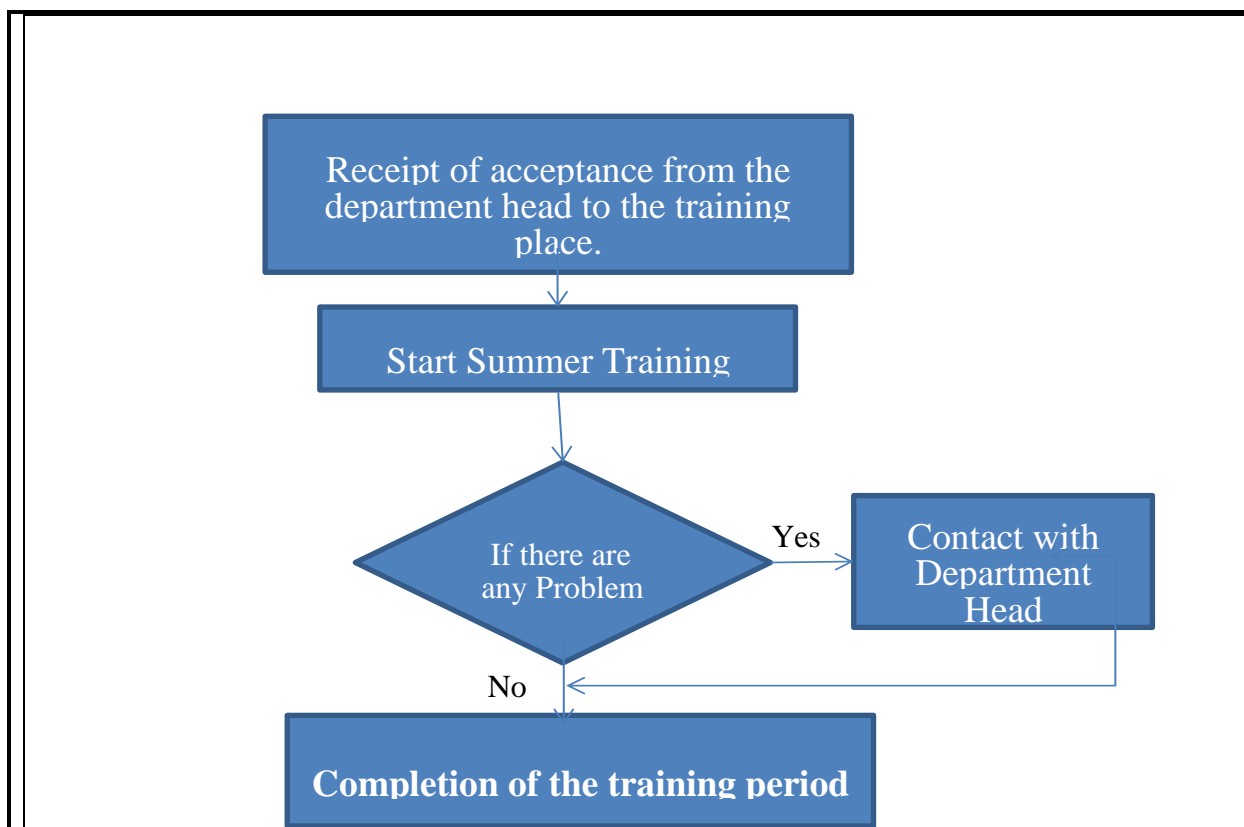 Receipt of acceptance from the
department head to the training
place.
Start Summer Training
If there are
any Problem
Yes
Contact with
Department
Head
No
Completion of the training period